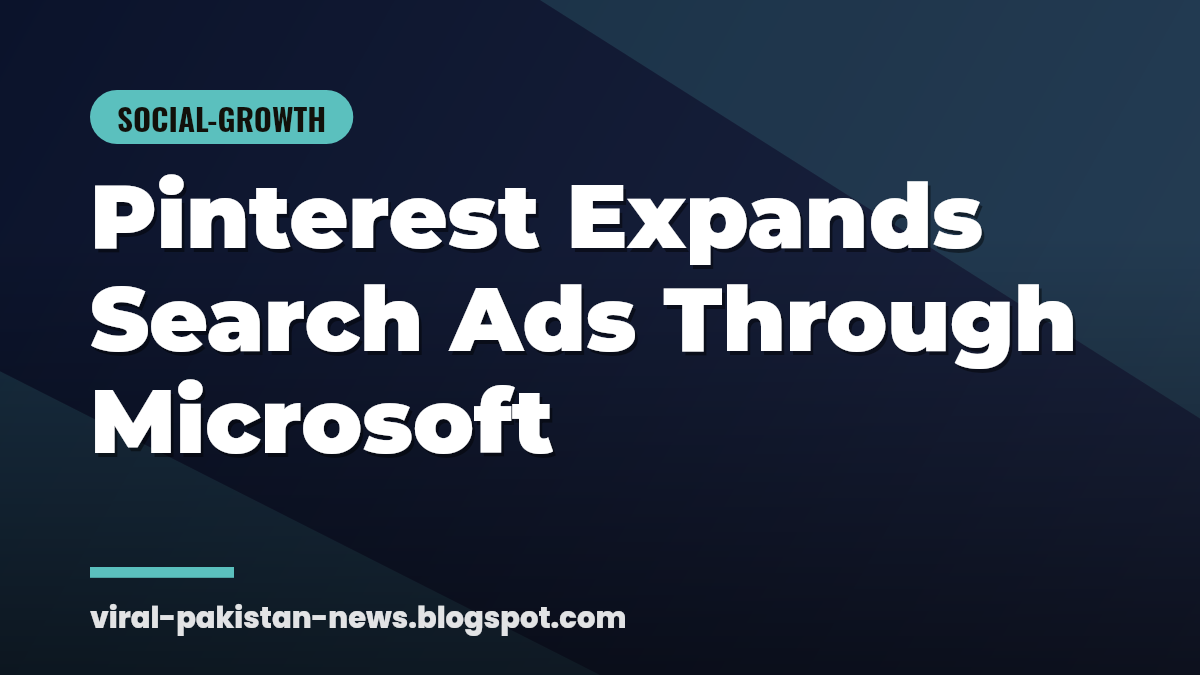 SOCIAL-GROWTH
Pinterest Expands
Search Ads Through
Microsoft
viral-pakistan-news.blogspot.com